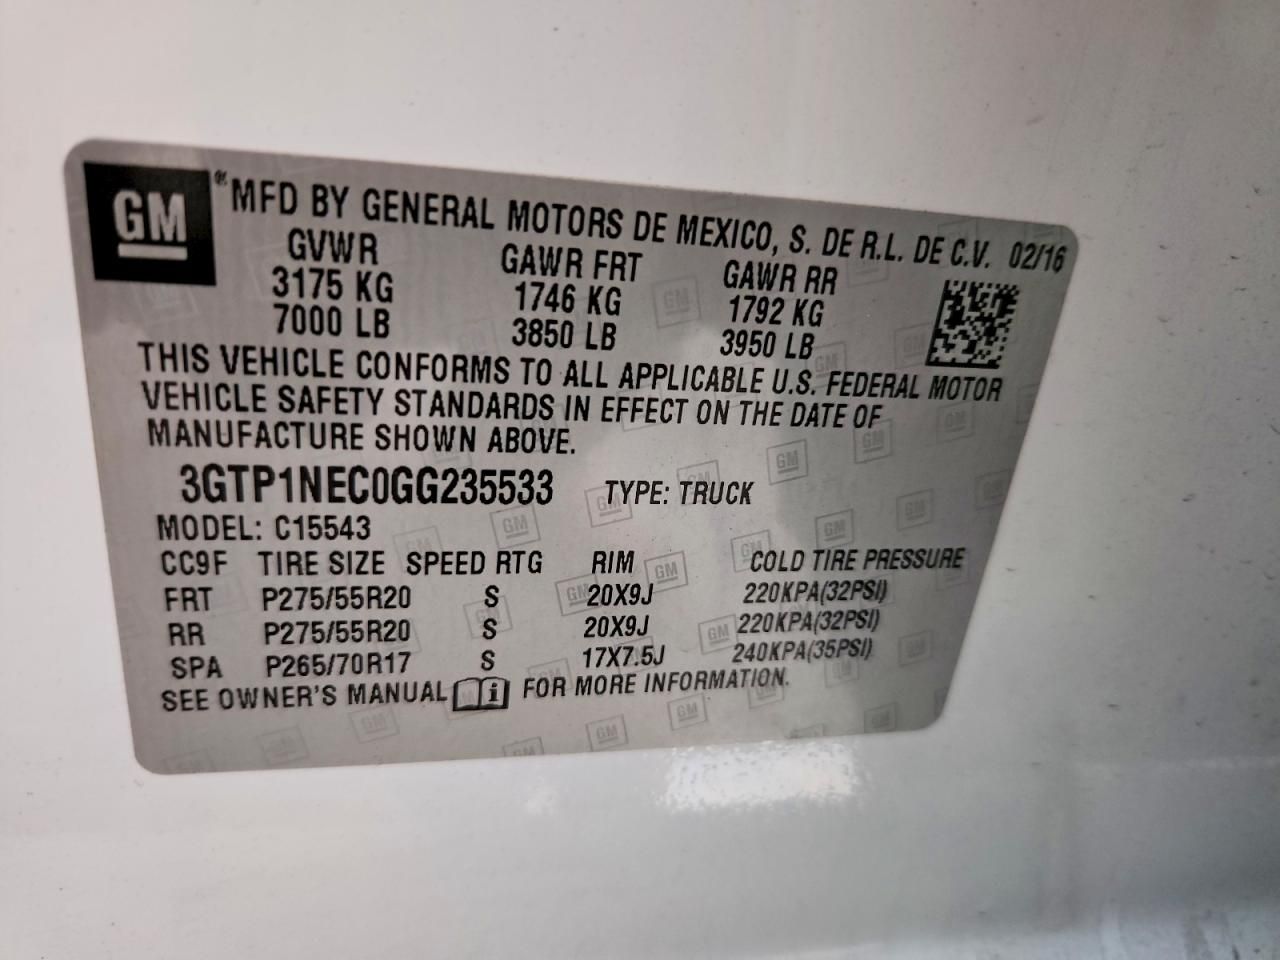 GM ® MFD BY GENERAL MOTORS DE MEXICO, S. DE R.L. DE C.V. 02/16
GVWR GAWR FRT GAWR RR
3175 KG 1746 KG 1792 KG
7000 LB 3850 LB 3950 LB
THIS VEHICLE CONFORMS TO ALL APPLICABLE U.S. FEDERAL MOTOR
VEHICLE SAFETY STANDARDS IN EFFECT ON THE DATE OF
MANUFACTURE SHOWN ABOVE.
3GTP1NEC0GG235533 TYPE: TRUCK
MODEL: C15543
CC9F TIRE SIZE SPEED RTG RIM COLD TIRE PRESSURE
FRT P275/55R20 S 20X9J 220KPA(32PSI)
RR P275/55R20 S 20X9J 220KPA(32PSI)
SPA P265/70R17 S 17X7.5J 240KPA(35PSI)
SEE OWNER'S MANUAL i FOR MORE INFORMATION.